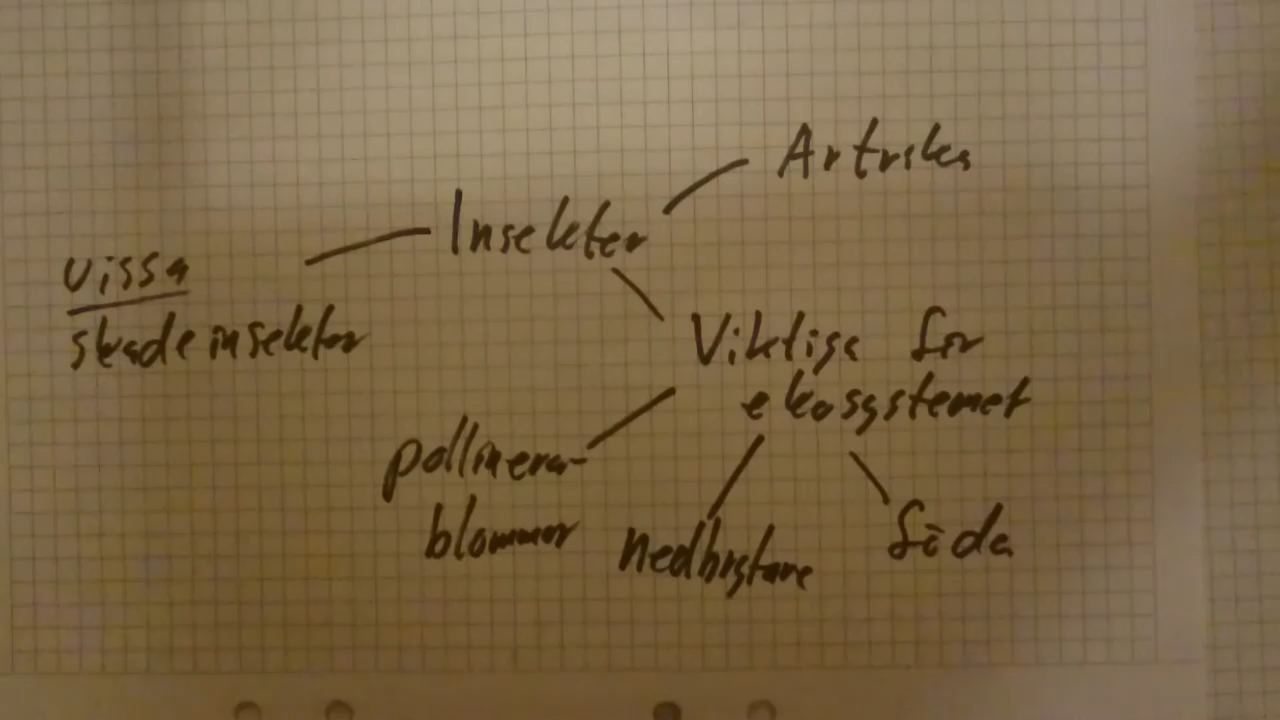 Artrika
Insekter
vissa
skadeinsekter
Viktiga för
ekosystemet
pollinera-
blommor
nedbrytare
föda